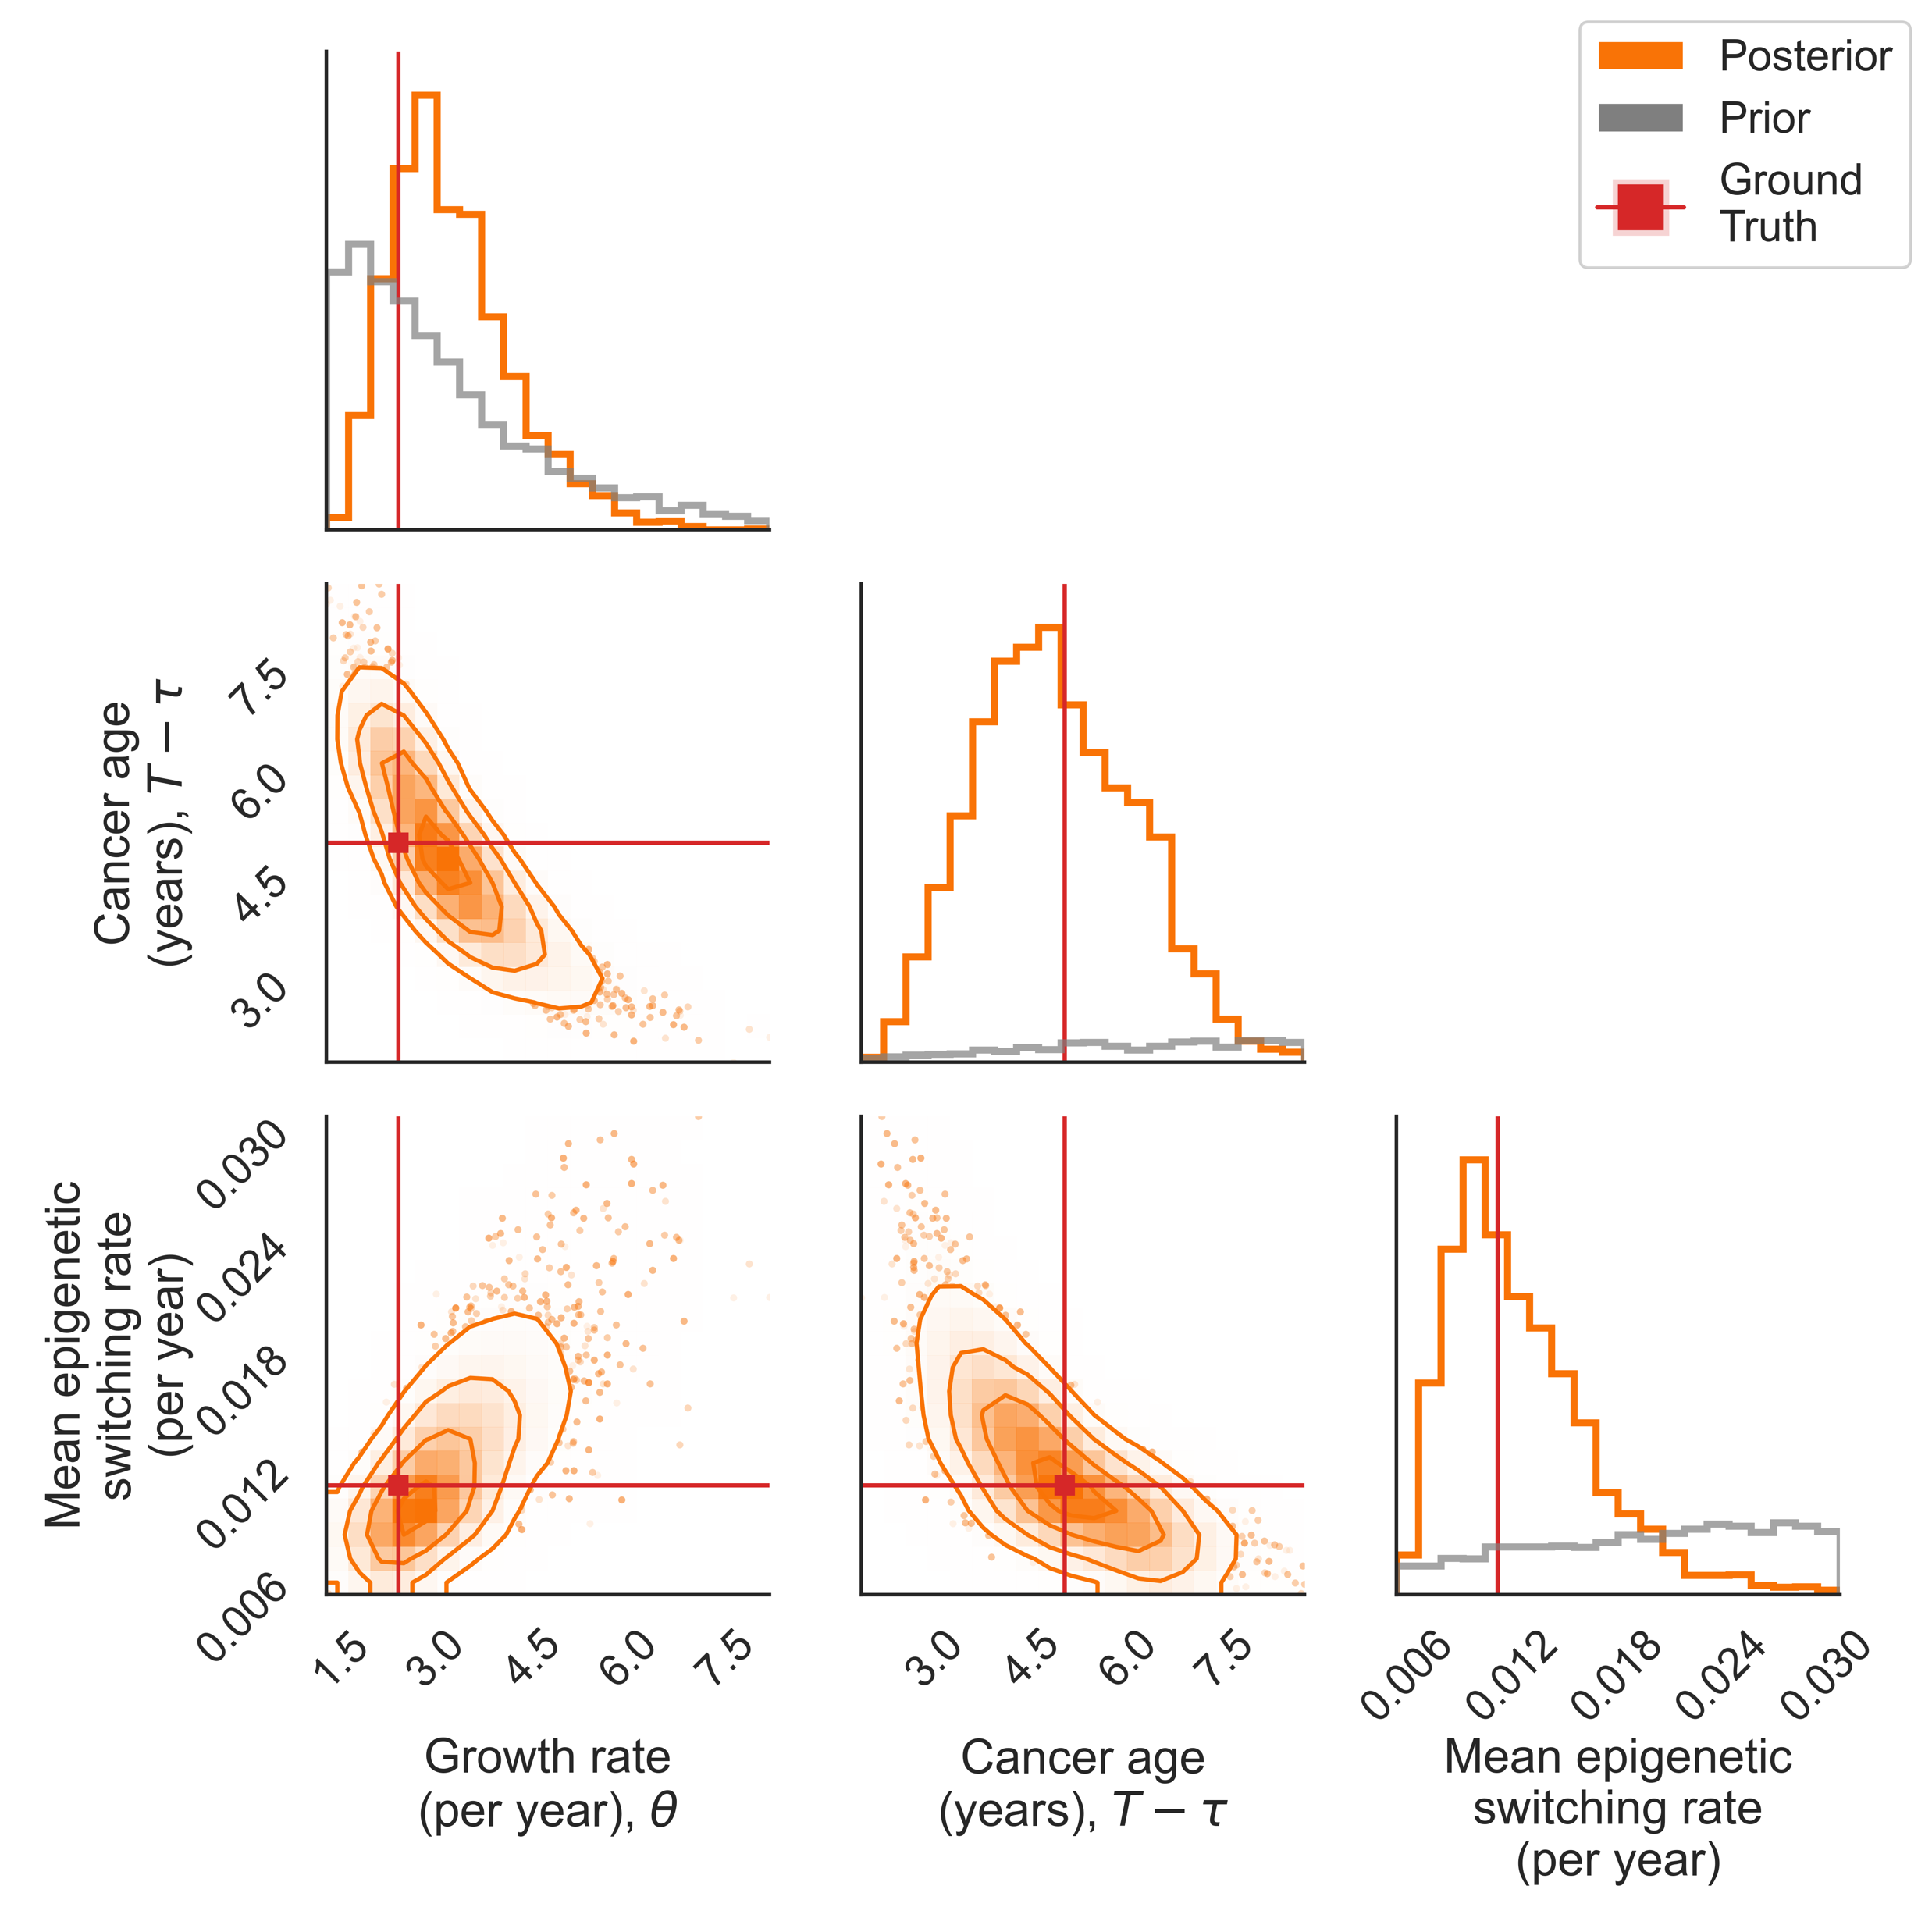 Posterior
Prior
Ground
Truth
Cancer age
(years), T − τ
7.5
6.0
4.5
3.0
Mean epigenetic
switching rate
(per year)
0.030
0.024
0.018
0.012
0.006
1.5
3.0
4.5
6.0
7.5
Growth rate
(per year), θ
3.0
4.5
6.0
7.5
Cancer age
(years), T − τ
0.006
0.012
0.018
0.024
0.030
Mean epigenetic
switching rate
(per year)